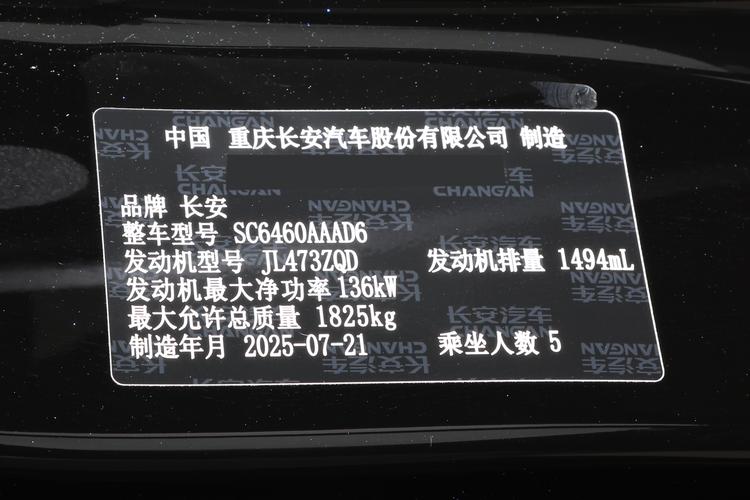 中国 重庆长安汽车股份有限公司 制造
品牌 长安
整车型号 SC6460AAAD6
发动机型号 JL473ZQD 发动机排量 1494mL
发动机最大净功率 136kW
最大允许总质量 1825kg
制造年月 2025-07-21 乘坐人数 5